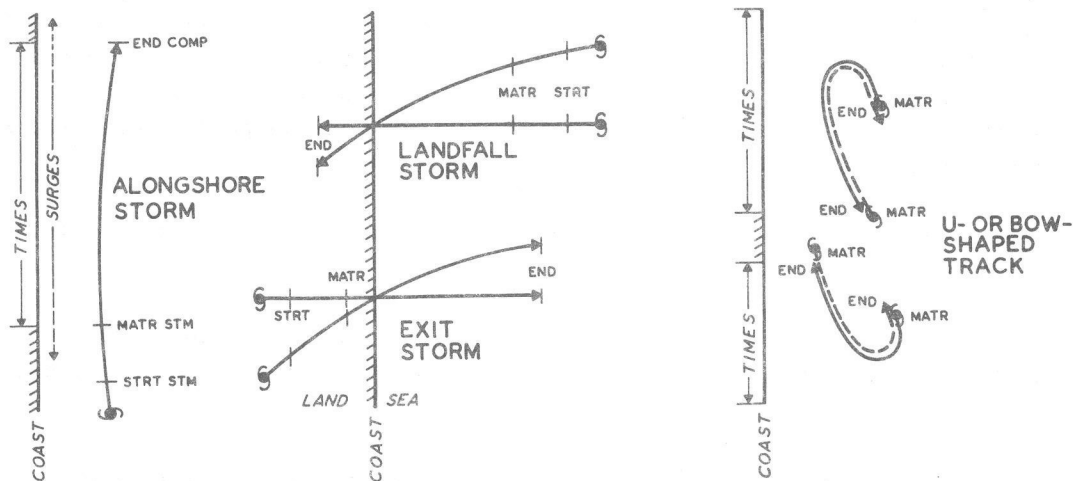 END COMP
TIMES
SURGES
ALONGSHORE
STORM
MATR STM
STRT STM
COAST
MATR STRT
END
LANDFALL
STORM
MATR
END
STRT
EXIT
STORM
LAND SEA
COAST
TIMES
MATR
END
END
MATR
U- OR BOW-
SHAPED
TRACK
MATR
END
END
MATR
TIMES
COAST